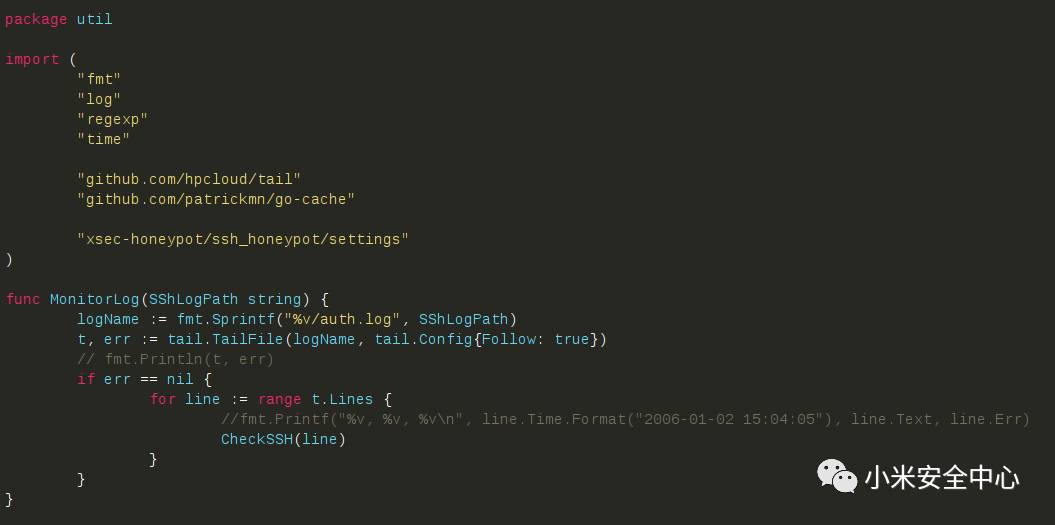 package util
import (
"fmt"
"log"
"regexp"
"time"
"github.com/hpcloud/tail"
"github.com/patrickmn/go-cache"
"xsec-honeypot/ssh_honeypot/settings"
)
func MonitorLog(SShLogPath string) {
logName := fmt.Sprintf("%v/auth.log", SShLogPath)
t, err := tail.TailFile(logName, tail.Config{Follow: true})
// fmt.Println(t, err)
if err == nil {
for line := range t.Lines {
//fmt.Printf("%v, %v, %v\n", line.Time.Format("2006-01-02 15:04:05"), line.Text, line.Err)
CheckSSH(line)
}
}
}
小米安全中心